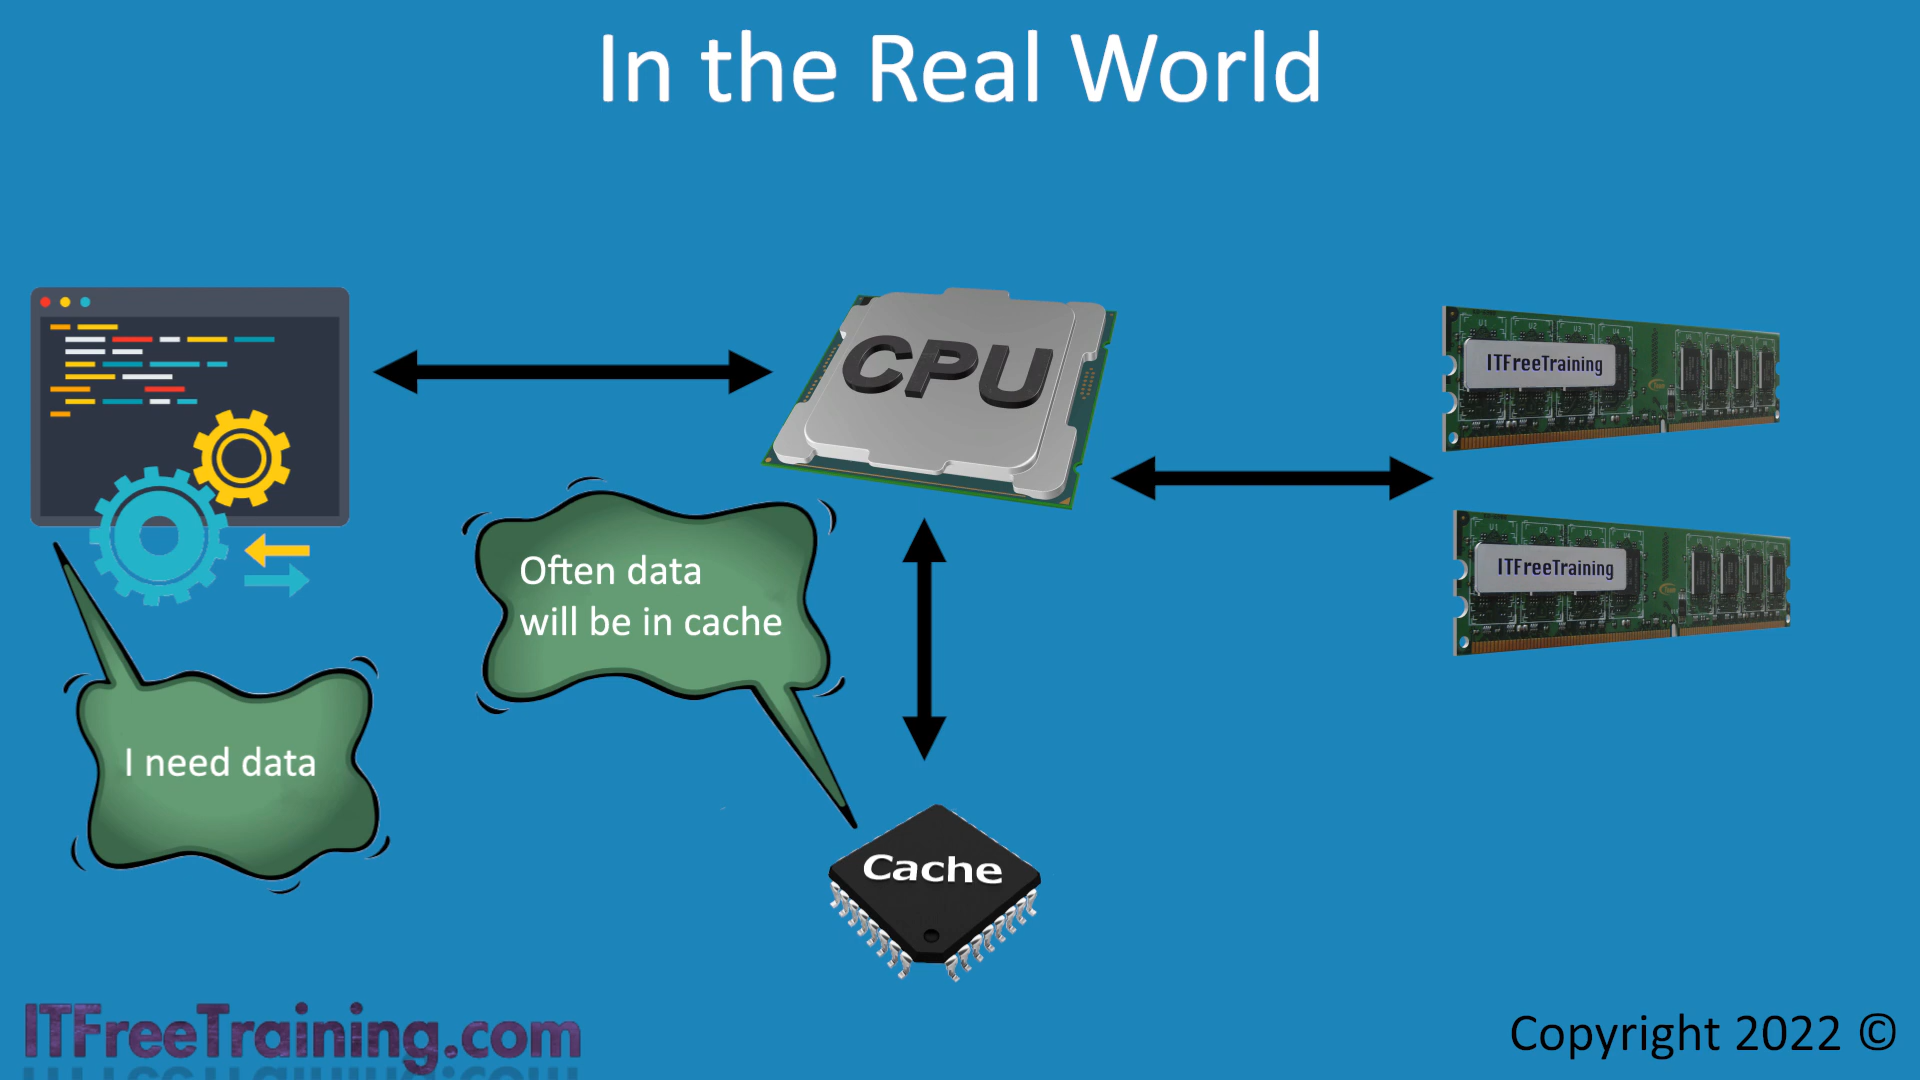 In the Real World
CPU
ITFreeTraining
ITFreeTraining
Often data
will be in cache
I need data
Cache
ITFreeTraining.com
Copyright 2022 ©